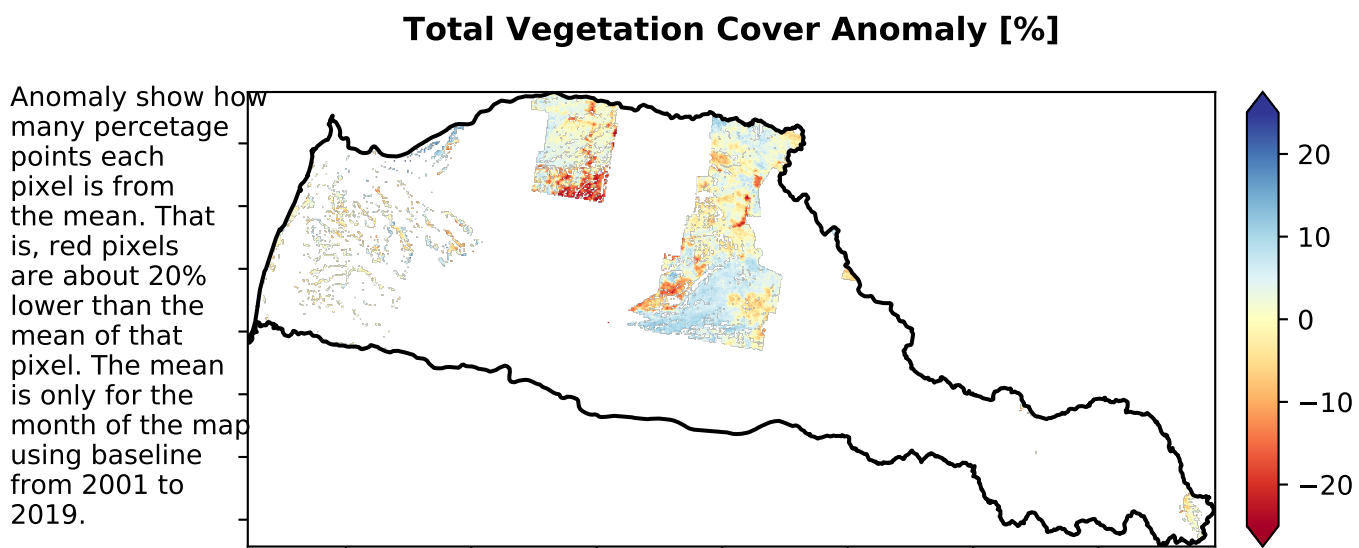 Total Vegetation Cover Anomaly [%]
Anomaly show how
many percetage
points each
pixel is from
the mean. That
is, red pixels
are about 20%
lower than the
mean of that
pixel. The mean
is only for the
month of the map
using baseline
from 2001 to
2019.
20
10
0
−10
−20